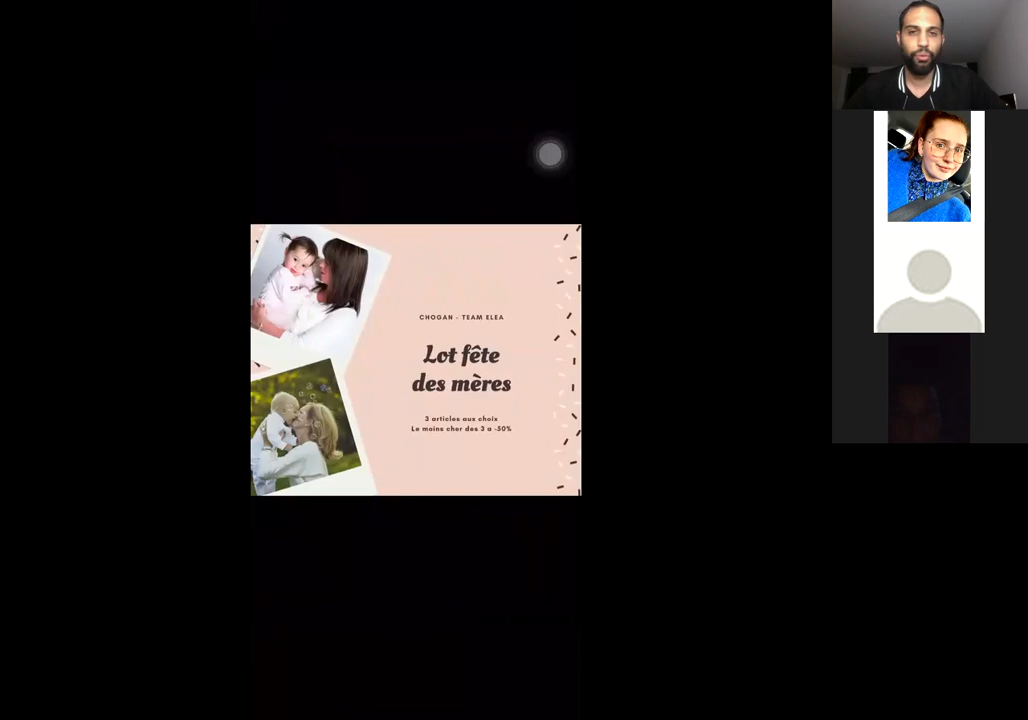 CHOGAN - TEAM ELEA
Lot fête
des mères
3 articles aux choix
Le moins cher des 3 a -50%